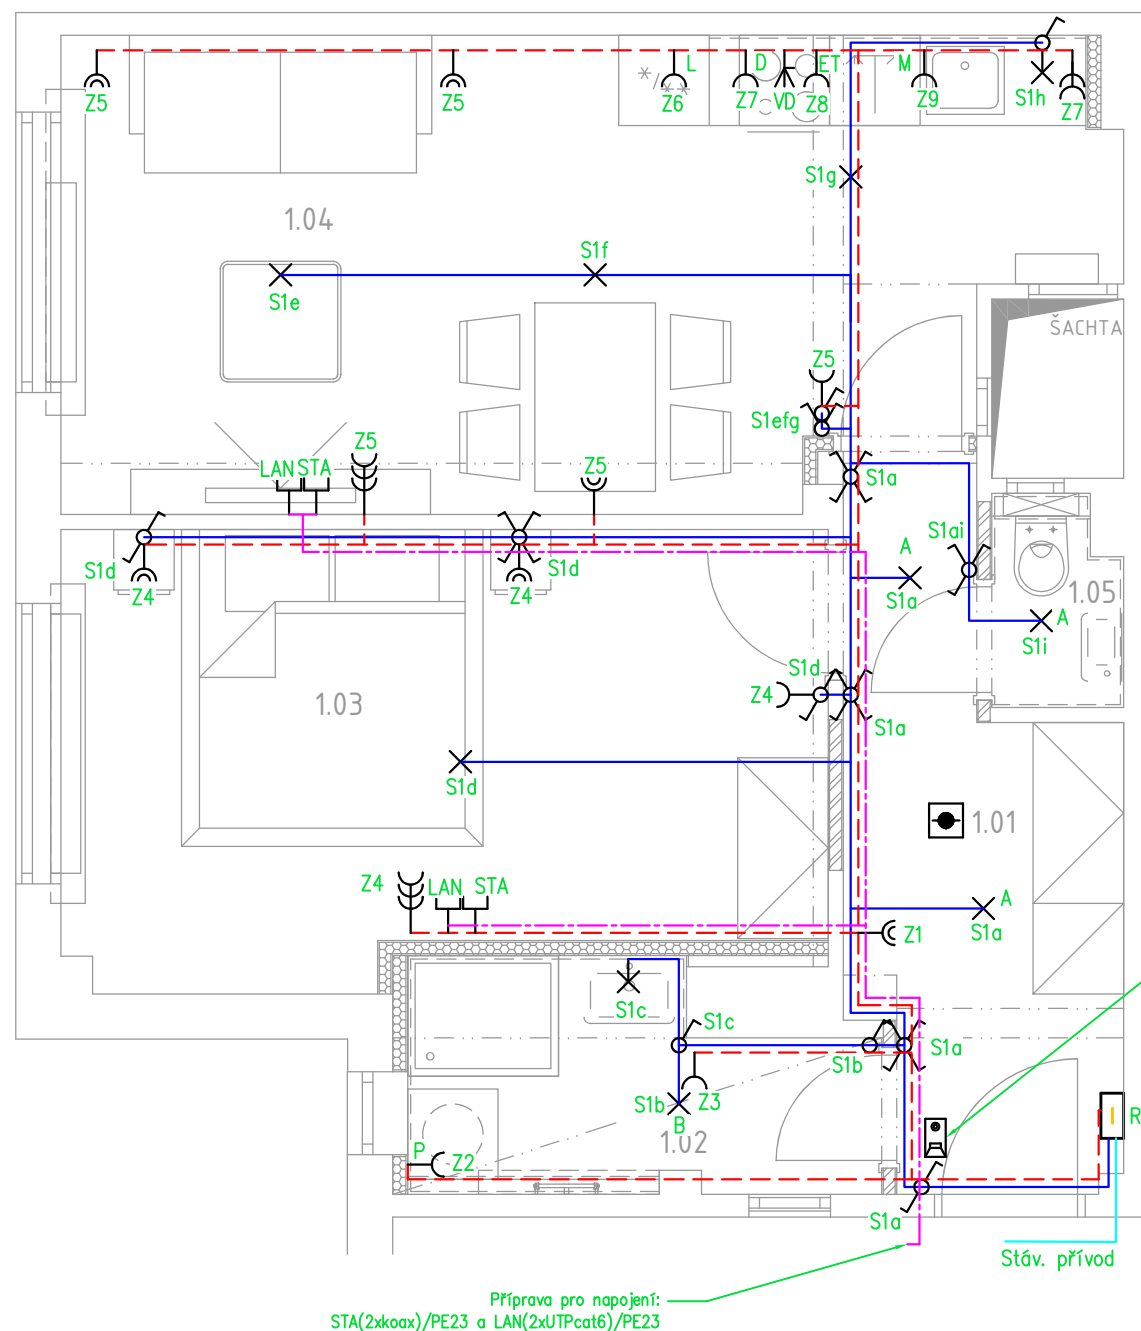 L
D
ET
M
Z5
Z5
Z6
Z7
VD
Z8
Z9
S1h
Z7
S1g
1.04
S1f
S1e
ŠACHTA
Z5
S1efg
Z5
LAN
STA
Z5
S1a
S1ai
A
S1d
Z4
S1d
Z4
S1a
1.05
A
S1i
S1d
Z4
1.03
S1a
S1d
1.01
Z4
LAN
STA
A
S1a
Z1
S1c
S1c
S1a
S1b
S1b
Z3
B
1.02
R
P
Z2
S1a
Stáv. přívod
Příprava pro napojení:
STA(2xkoax)/PE23 a LAN(2xUTPcat6)/PE23